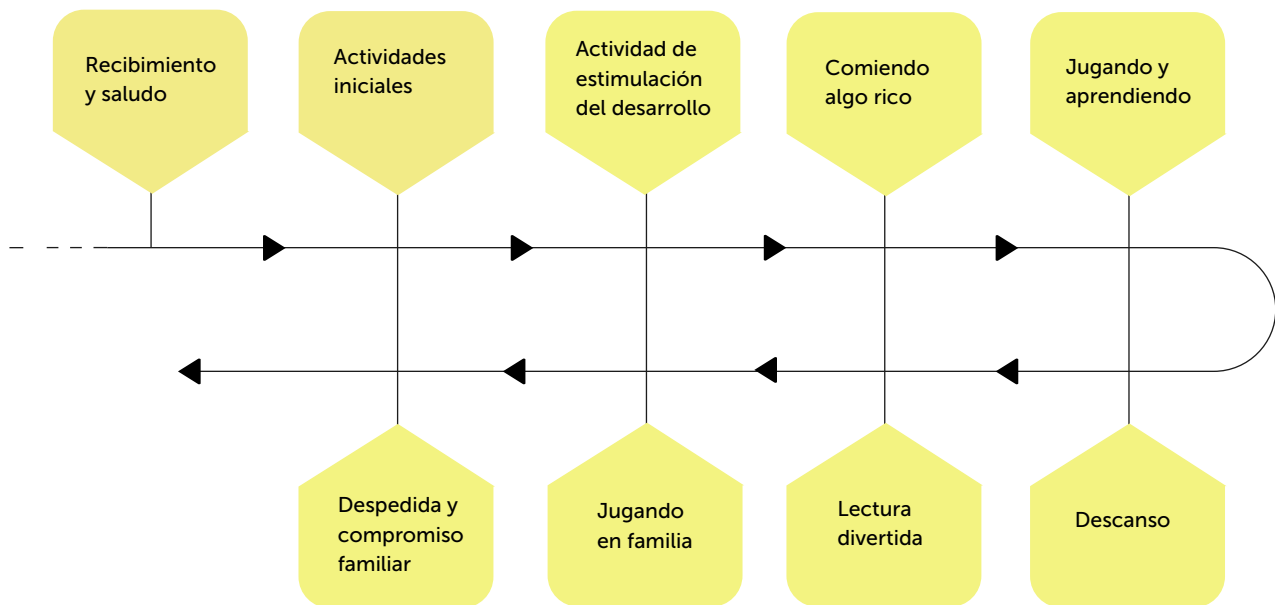 Recibimiento
y saludo
Actividades
iniciales
Actividad de
estimulación
del desarrollo
Comiendo
algo rico
Jugando y
aprendiendo
Descanso
Lectura
divertida
Jugando
en familia
Despedida y
compromiso
familiar